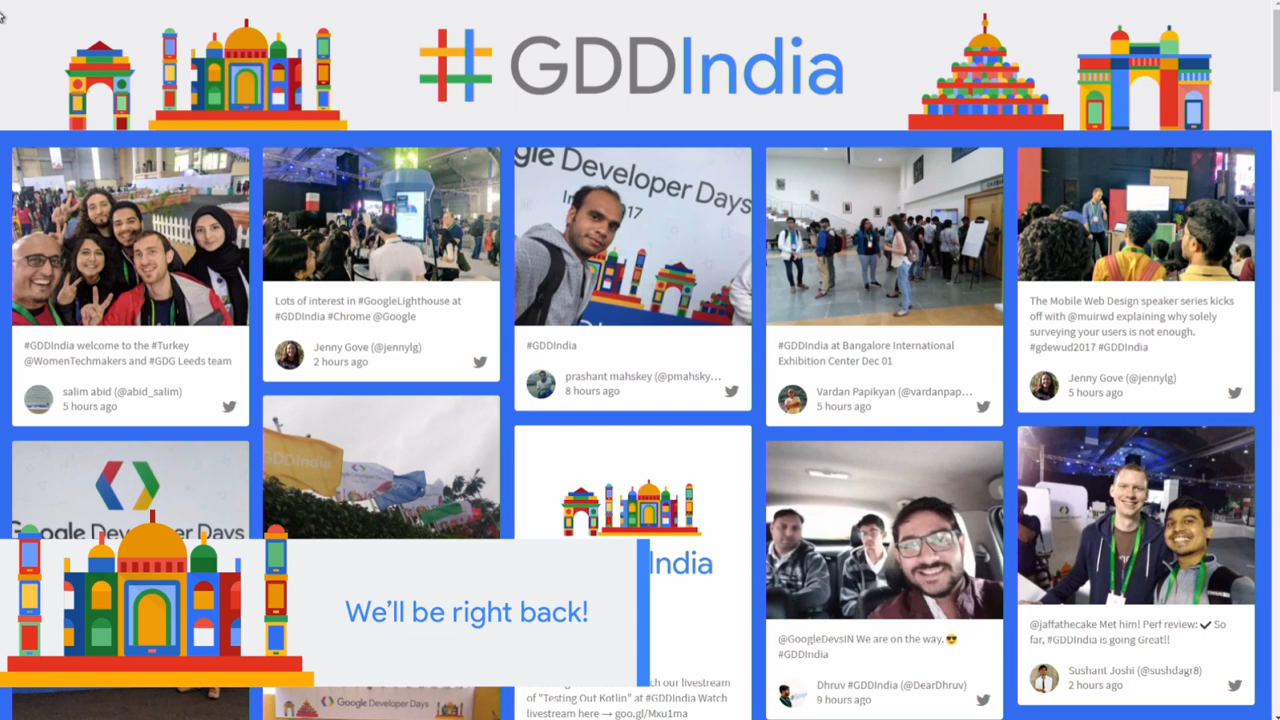 #GDDIndia
#GDDIndia welcome to the #Turkey
@WomenTechmakers and #GDG Leeds team
salim abid (@abid_salim)
5 hours ago
Google Developer Days
Lots of interest in #GoogleLighthouse at
#GDDIndia #Chrome @Google
Jenny Gove (@jennylg)
2 hours ago
GDDIndia
Google Developer Days
gle Developer Days
2017
#GDDIndia
prashant mahskey (@pmahsky…
8 hours ago
India
ch our livestream
of "Testing Out Kotlin" at #GDDIndia Watch
livestream here → goo.gl/Mxu1ma
#GDDIndia at Bangalore International
Exhibition Center Dec 01
Vardan Papikyan (@vardanpap…
5 hours ago
@GoogleDevsIN We are on the way. 😎
#GDDIndia
Dhruv #GDDIndia (@DearDhruv)
9 hours ago
The Mobile Web Design speaker series kicks
off with @muirwd explaining why solely
surveying your users is not enough.
#gdewud2017 #GDDIndia
Jenny Gove (@jennylg)
5 hours ago
@jaffathecake Met him! Perf review: ✔ So
far, #GDDIndia is going Great!!
Sushant Joshi (@sushdagr8)
2 hours ago
We'll be right back!